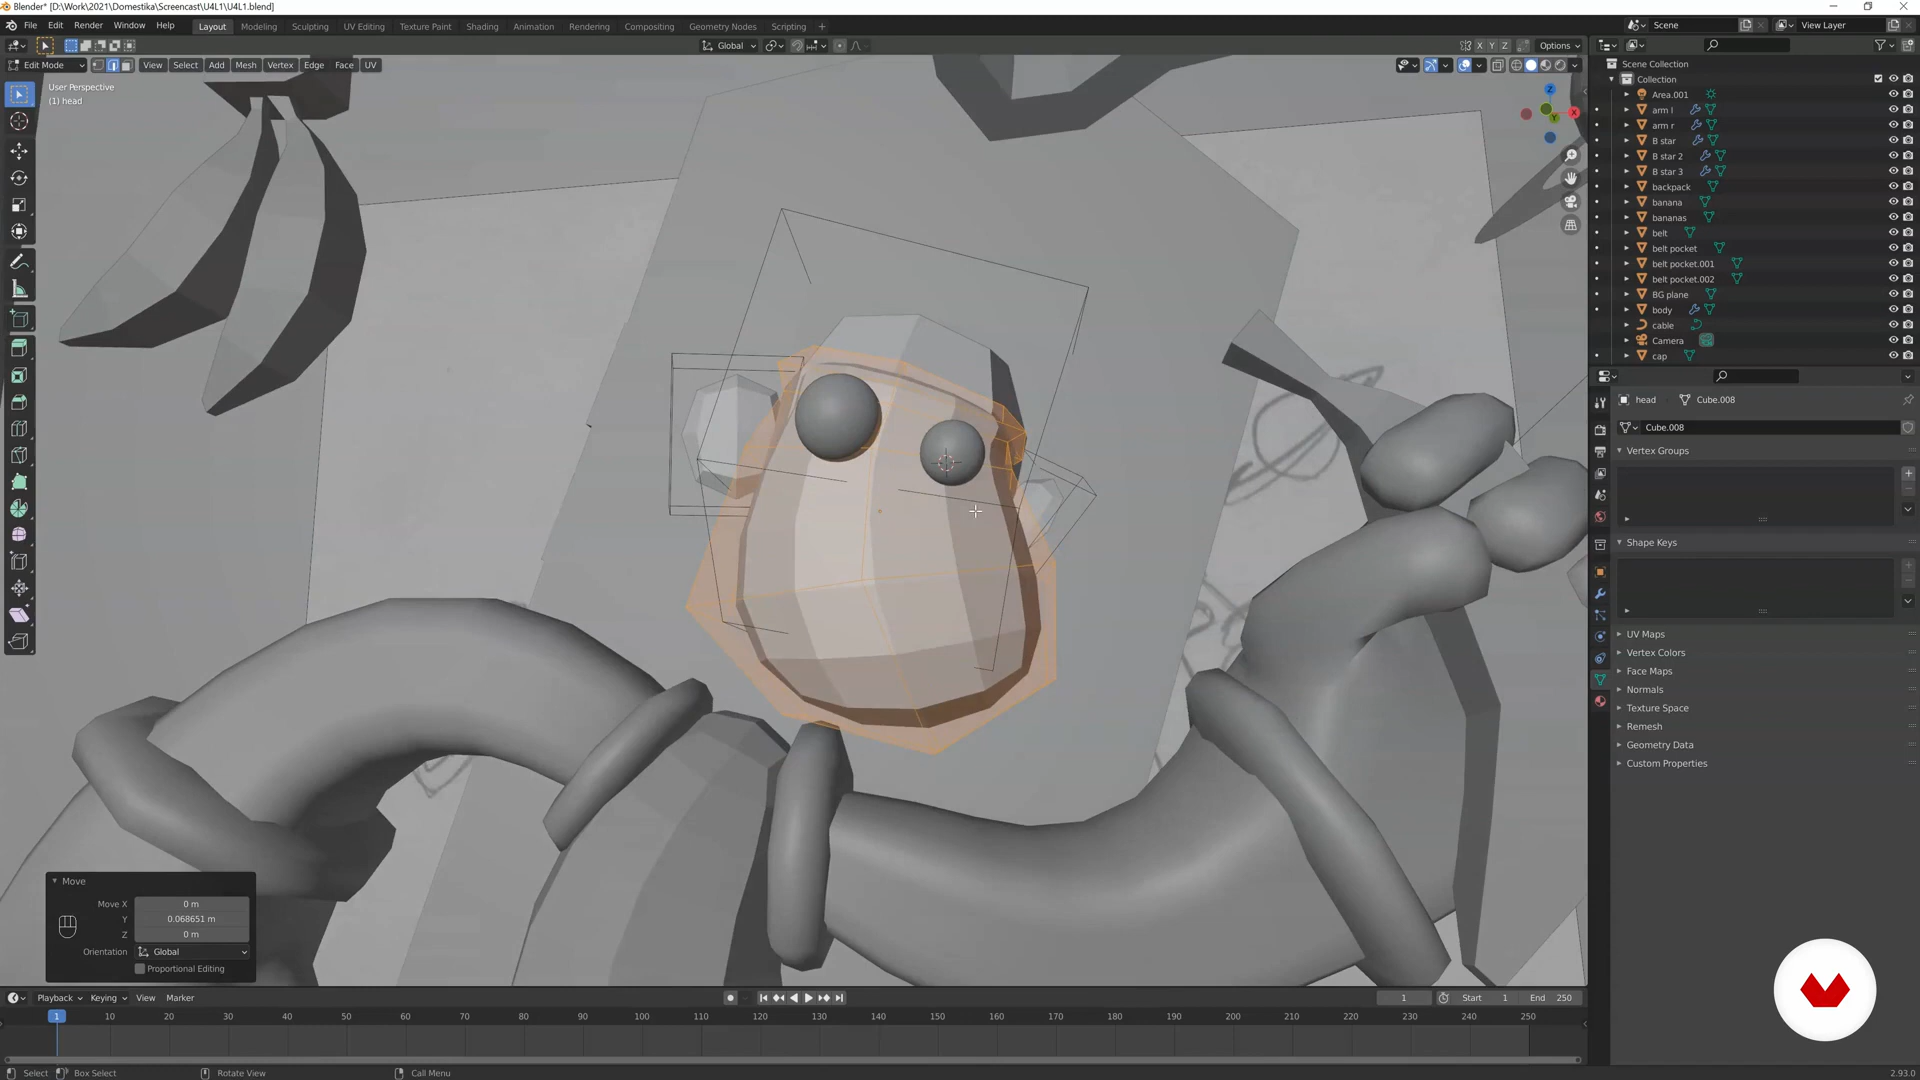 Blender* [D:\Work\2021\Domestika\Screencast\U4L1\U4L1.blend]
File Edit Render Window Help Layout Modeling Sculpting UV Editing Texture Paint Shading Animation Rendering Compositing Geometry Nodes Scripting + Scene View Layer
Global X Y Z Options
Edit Mode View Select Add Mesh Vertex Edge Face UV
User Perspective
(1) head
Z
X
Y
Scene Collection
Collection
Area.001
arm l
arm r
B star
B star 2
B star 3
backpack
banana
bananas
belt
belt pocket
belt pocket.001
belt pocket.002
BG plane
body
cable
Camera
cap
head Cube.008
Cube.008
Vertex Groups
Shape Keys
UV Maps
Vertex Colors
Face Maps
Normals
Texture Space
Remesh
Geometry Data
Custom Properties
Move
Move X 0 m
Y 0.068651 m
Z 0 m
Orientation Global
Proportional Editing
Playback Keying View Marker 1 Start 1 End 250
1 10 20 30 40 50 60 70 80 90 100 110 120 130 140 150 160 170 180 190 200 210 220 230 240 250
Select Box Select Rotate View Call Menu 2.93.0